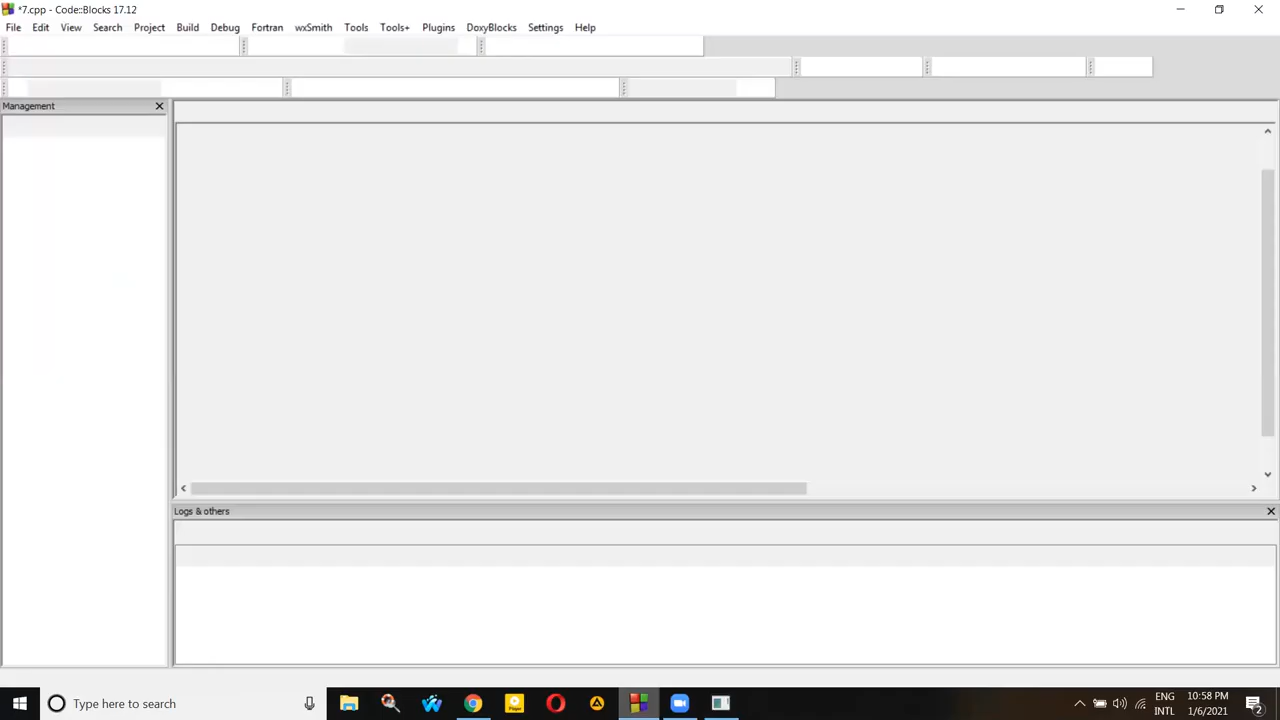 *7.cpp - Code::Blocks 17.12
File Edit View Search Project Build Debug Fortran wxSmith Tools Tools+ Plugins DoxyBlocks Settings Help
Management
Logs & others
Type here to search
ENG
INTL
10:58 PM
1/6/2021
2